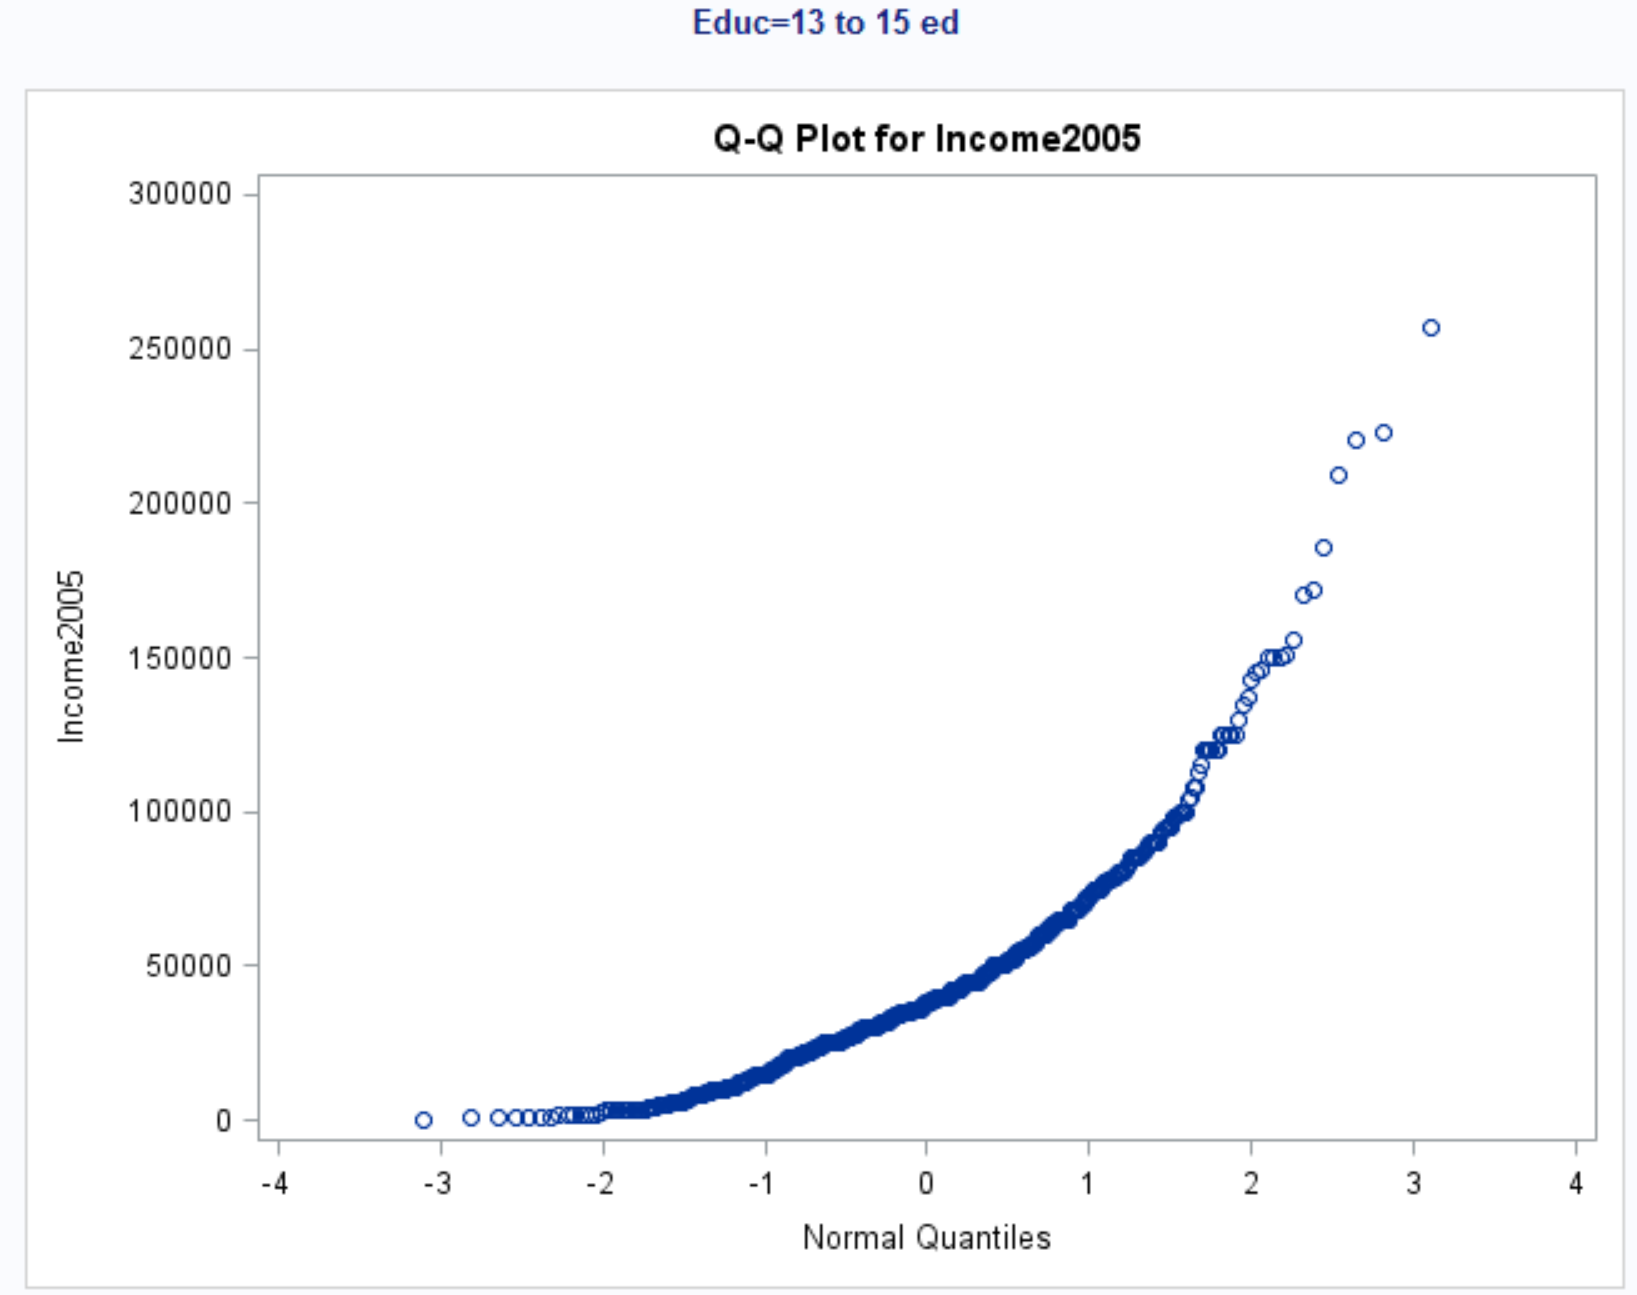 Educ=13 to 15 ed
Q-Q Plot for Income2005
300000
250000
200000
150000
100000
50000
0
Income2005
-4 -3 -2 -1 0 1 2 3 4
Normal Quantiles